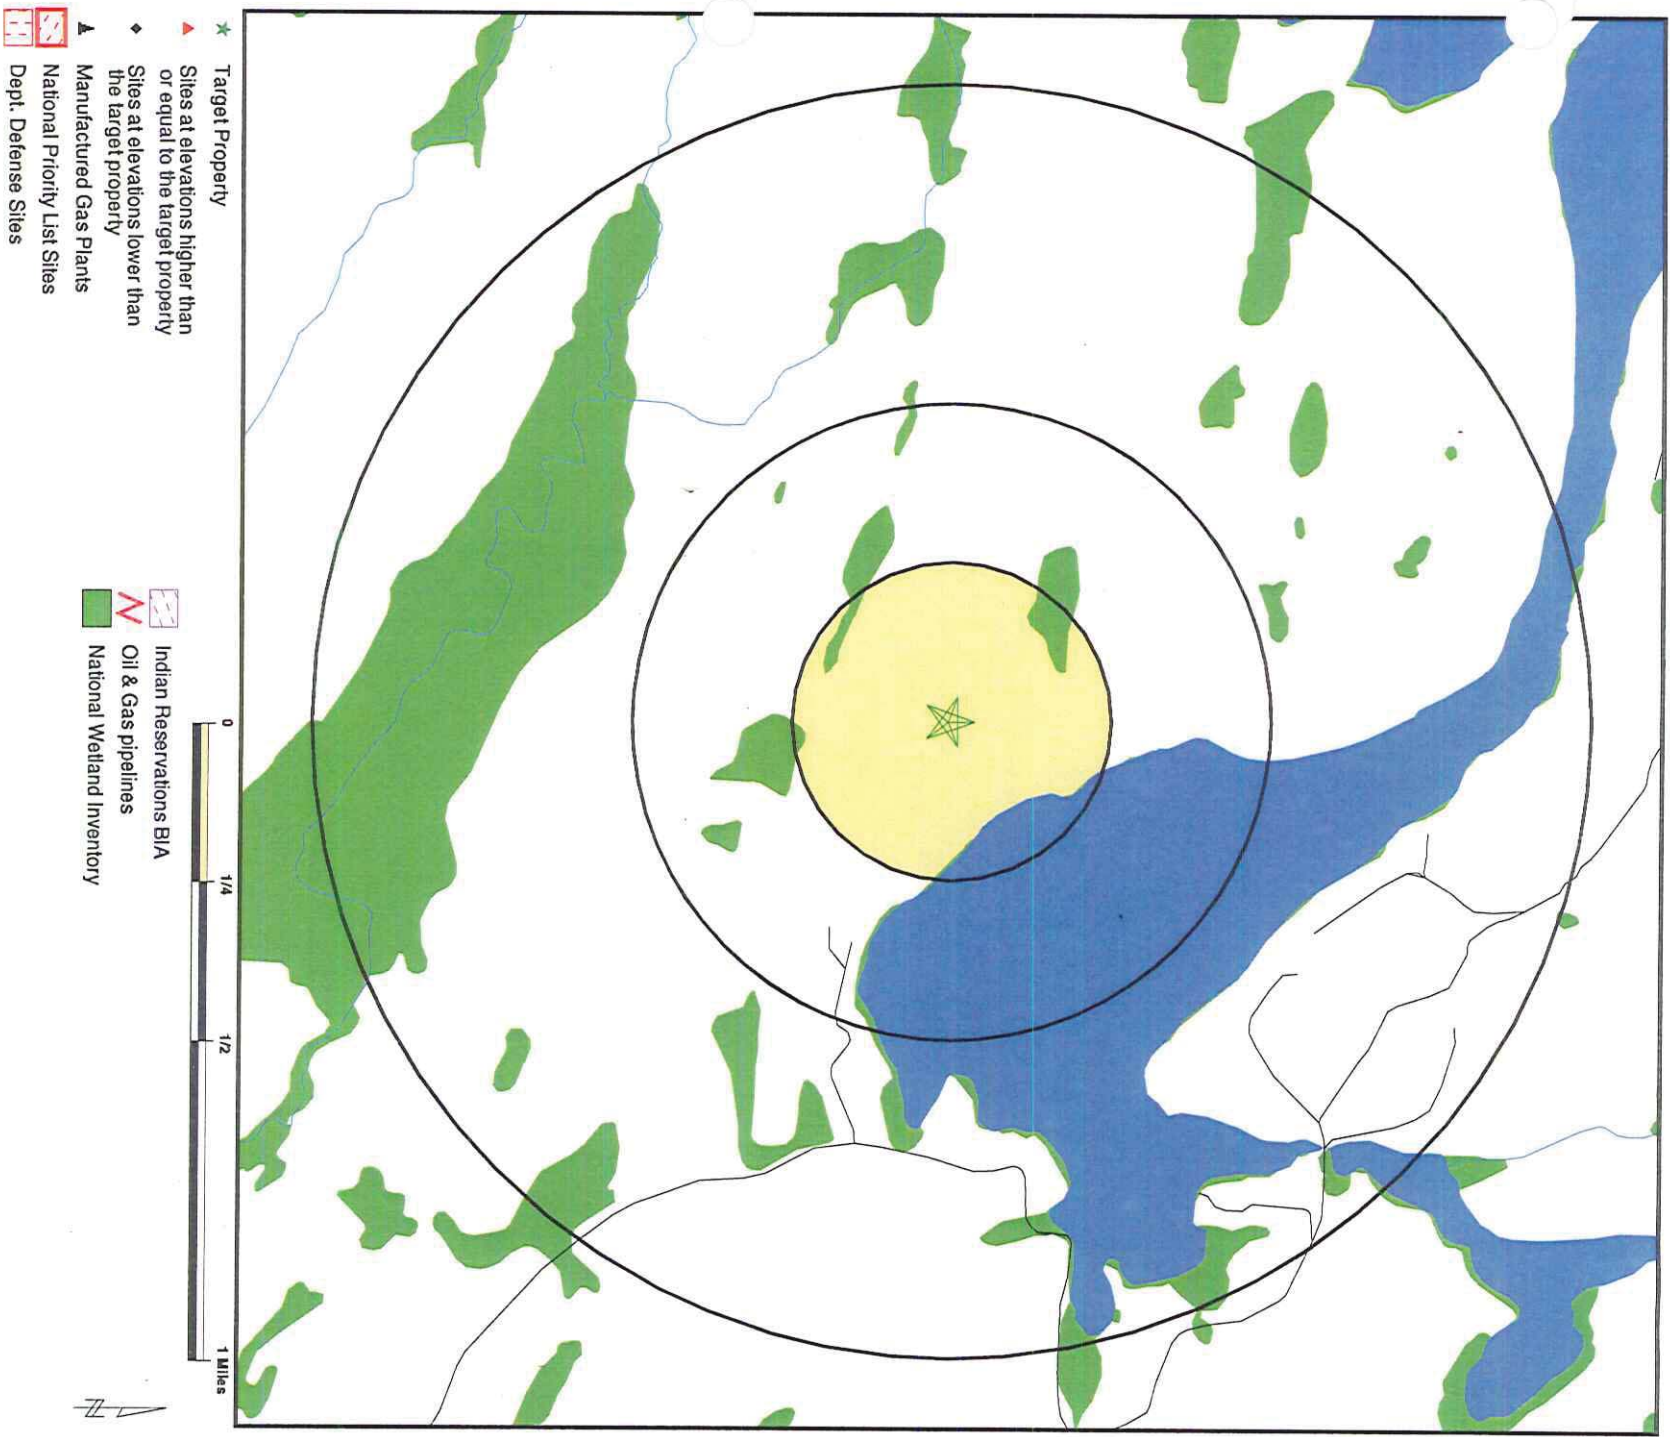 Target Property
Sites at elevations higher than
or equal to the target property
Sites at elevations lower than
the target property
Manufactured Gas Plants
National Priority List Sites
Dept. Defense Sites
Indian Reservations BIA
Oil & Gas pipelines
National Wetland Inventory
0 1/4 1/2 1 Miles
N